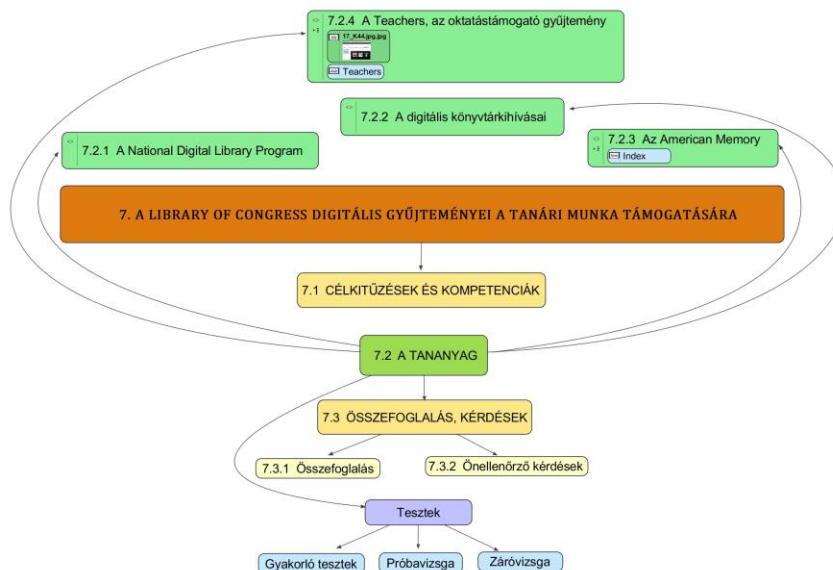 7.2.4 A Teachers, az oktatástámogató gyűjtemény
17_K44.jpg.jpg
Teachers
7.2.2 A digitális könyvtárkihívásai
7.2.1 A National Digital Library Program
7.2.3 Az American Memory
Index
7. A LIBRARY OF CONGRESS DIGITÁLIS GYŰJTEMÉNYEI A TANÁRI MUNKA TÁMOGATÁSÁRA
7.1 CÉLKITŰZÉSEK ÉS KOMPETENCIÁK
7.2 A TANANYAG
7.3 ÖSSZEFOGLALÁS, KÉRDÉSEK
7.3.1 Összefoglalás
7.3.2 Önellenőrző kérdések
Tesztek
Gyakorló tesztek
Próbavizsga
Záróvizsga